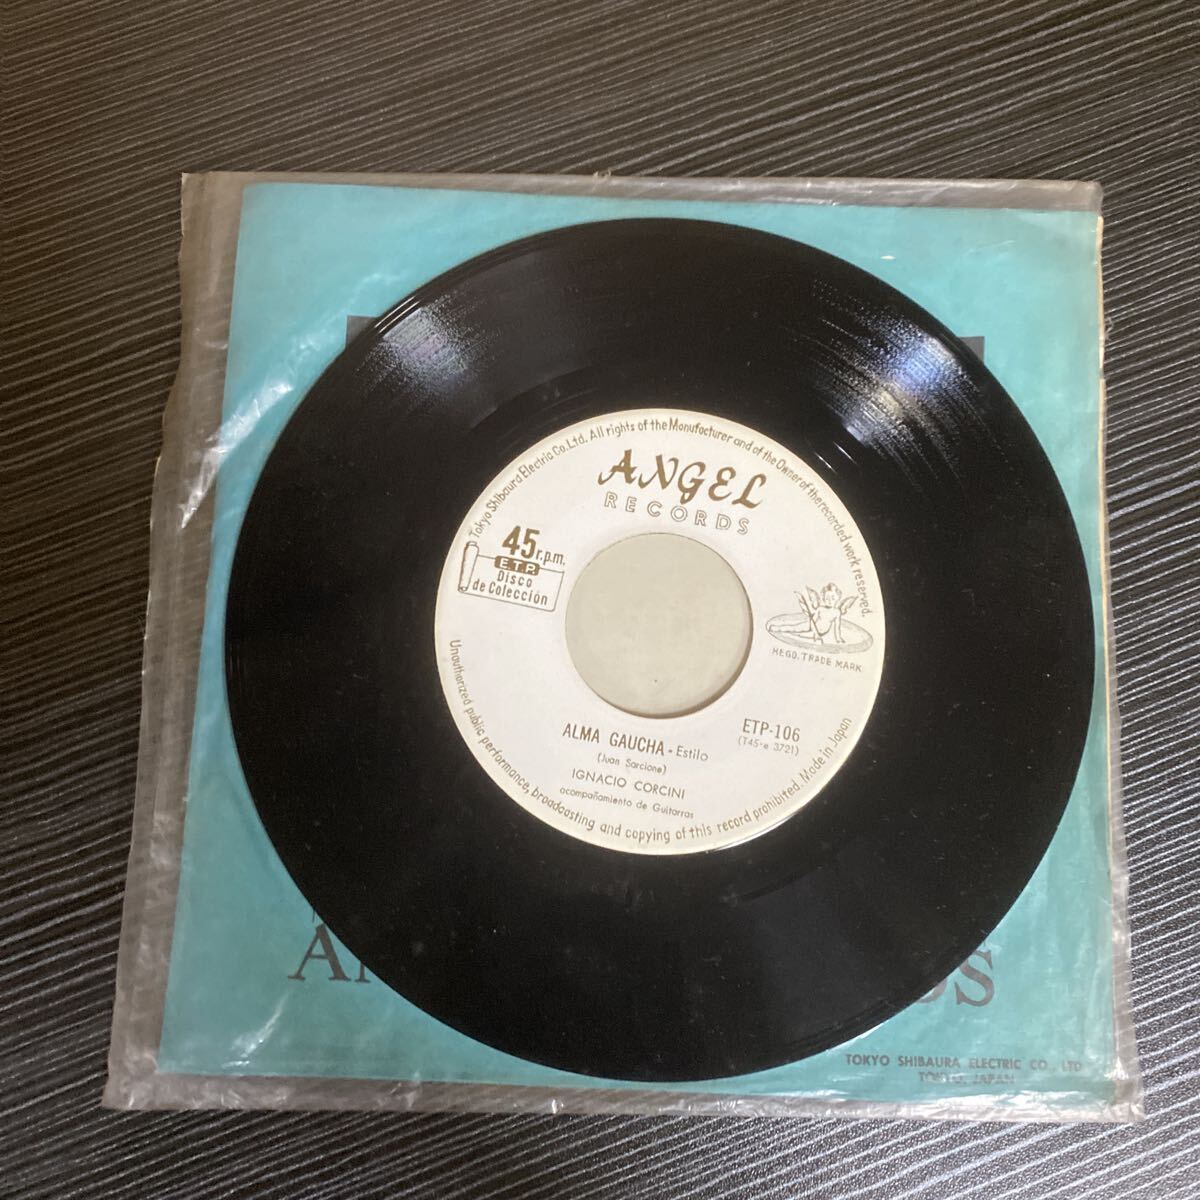 Tokyo Shibaura Electric Co. Ltd. All rights of the Manufacturer and of the Owner of the recorded work reserved.
ANGEL
RECORDS
45 r.p.m.
E.T.P.
Disco
de Colección
REGD. TRADE MARK
ETP-106
(T45-e 3721)
ALMA GAUCHA - Estilo
(Juan Sarcione)
IGNACIO CORCINI
acompañamiento de Guitarras
Unauthorized public performance, broadcasting and copying of this record prohibited. Made in Japan
TOKYO SHIBAURA ELECTRIC CO., LTD
TOKYO, JAPAN